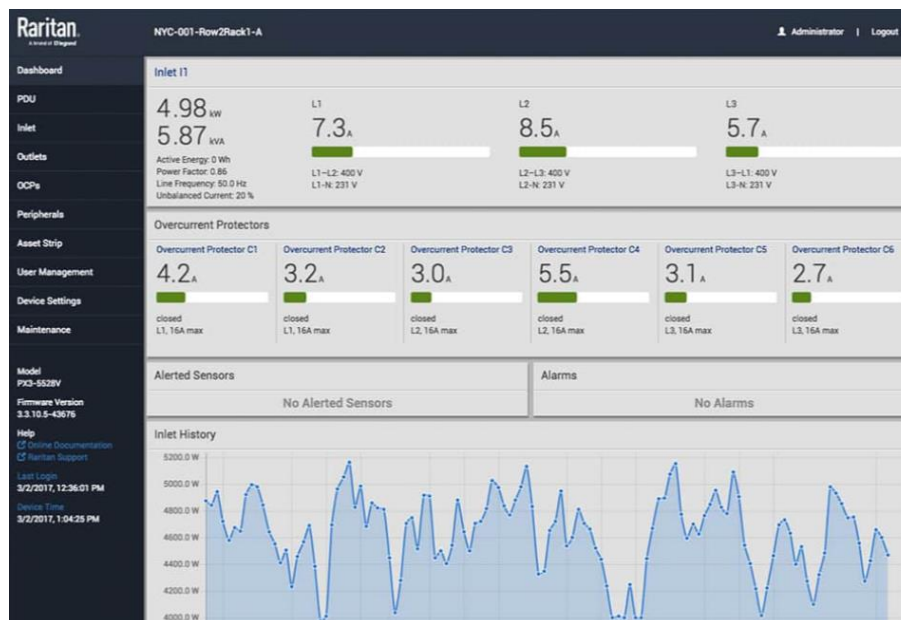 Raritan.
A brand of Legrand
NYC-001-Row2Rack1-A
Administrator | Logout
Dashboard
PDU
Inlet
Outlets
OCPs
Peripherals
Asset Strip
User Management
Device Settings
Maintenance
Model
PX3-5528V
Firmware Version
3.3.10.5-43676
Help
Online Documentation
Raritan Support
Last Login
3/2/2017, 12:36:01 PM
Device Time
3/2/2017, 1:04:25 PM
Inlet I1
4.98 kW
5.87 kVA
Active Energy: 0 Wh
Power Factor: 0.86
Line Frequency: 50.0 Hz
Unbalanced Current: 20 %
L1
7.3 A
L1-L2: 400 V
L1-N: 231 V
L2
8.5 A
L2-L3: 400 V
L2-N: 231 V
L3
5.7 A
L3-L1: 400 V
L3-N: 231 V
Overcurrent Protectors
Overcurrent Protector C1
4.2 A
closed
L1, 16A max
Overcurrent Protector C2
3.2 A
closed
L1, 16A max
Overcurrent Protector C3
3.0 A
closed
L2, 16A max
Overcurrent Protector C4
5.5 A
closed
L2, 16A max
Overcurrent Protector C5
3.1 A
closed
L3, 16A max
Overcurrent Protector C6
2.7 A
closed
L3, 16A max
Alerted Sensors
No Alerted Sensors
Alarms
No Alarms
Inlet History
5200.0 W
5000.0 W
4800.0 W
4600.0 W
4400.0 W
4200.0 W
4000.0 W